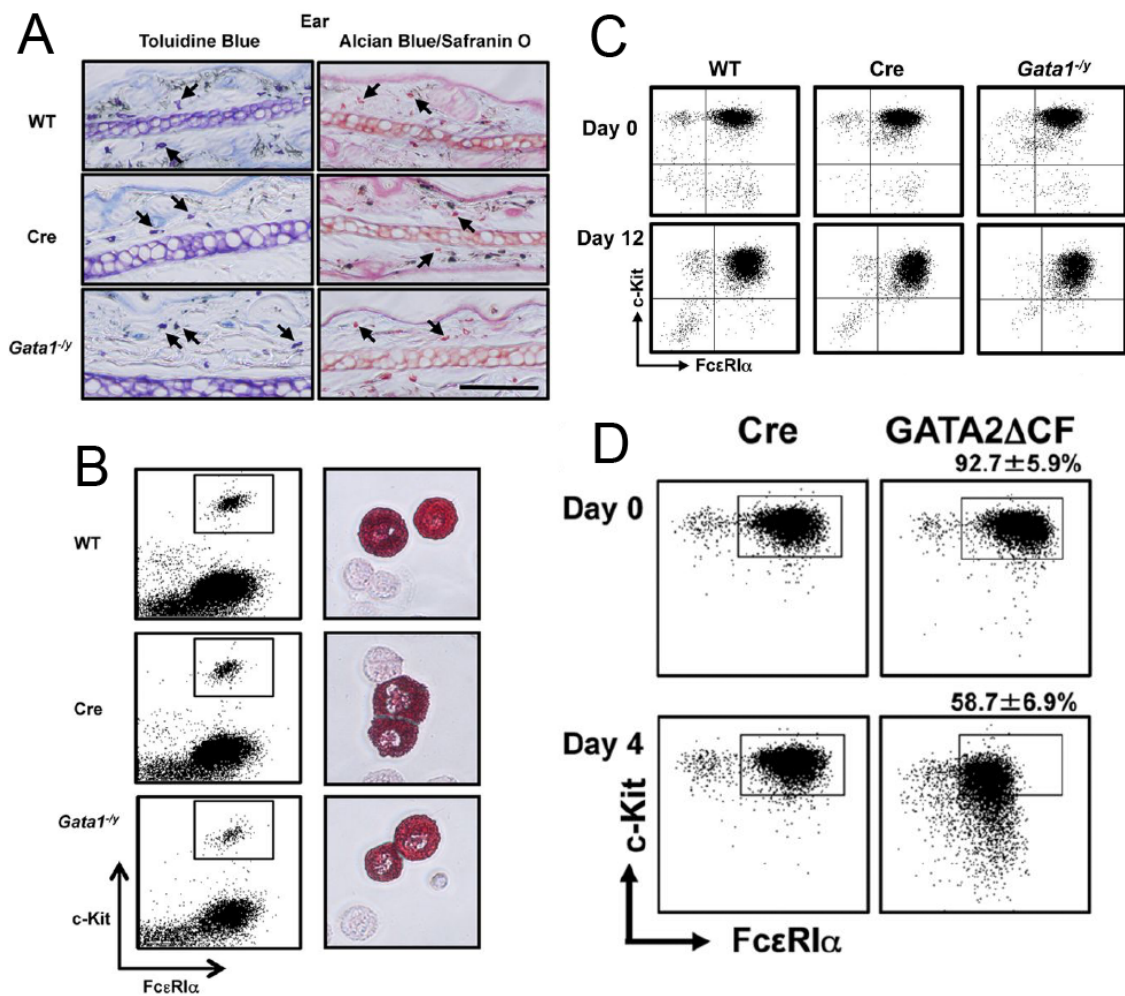 A
Ear
Toluidine Blue
Alcian Blue/Safranin O
WT
Cre
Gata1-/y
B
WT
Cre
Gata1-/y
c-Kit
FcεRIα
C
WT
Cre
Gata1-/y
Day 0
Day 12
c-Kit
FcεRIα
D
Cre
GATA2ΔCF
92.7±5.9%
Day 0
58.7±6.9%
Day 4
c-Kit
FcεRIα